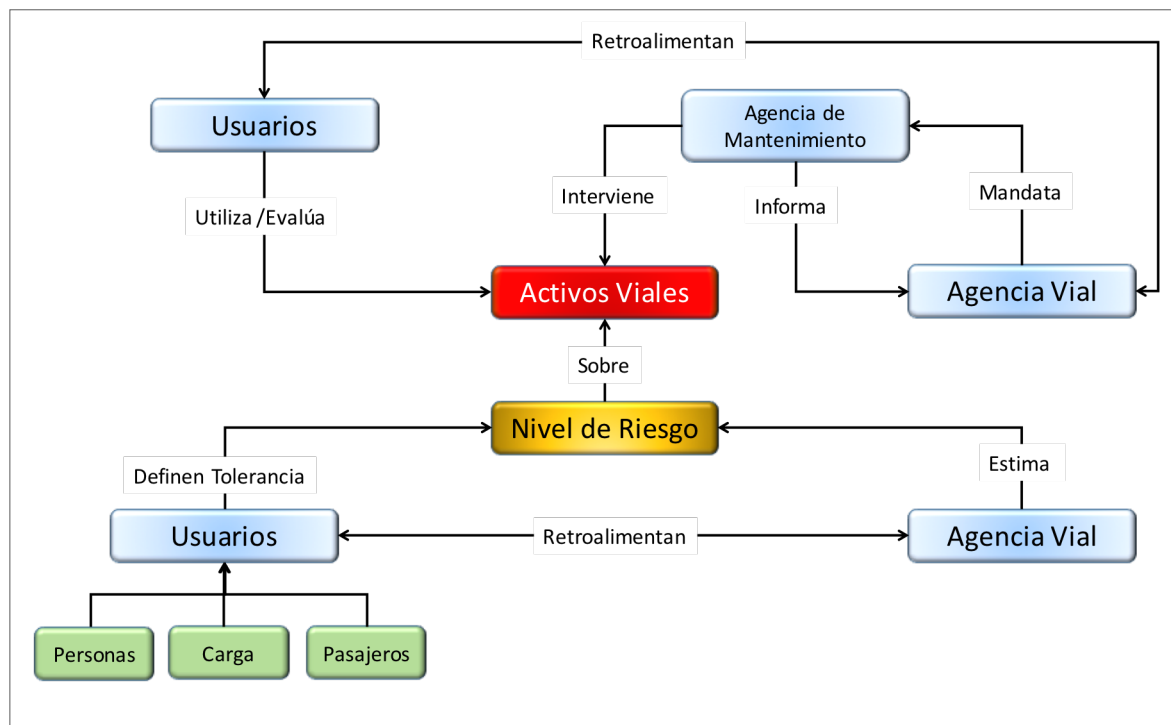 Retroalimentan
Usuarios
Agencia de
Mantenimiento
Utiliza /Evalúa
Interviene
Informa
Mandata
Activos Viales
Agencia Vial
Sobre
Nivel de Riesgo
Definen Tolerancia
Estima
Usuarios
Retroalimentan
Agencia Vial
Personas
Carga
Pasajeros